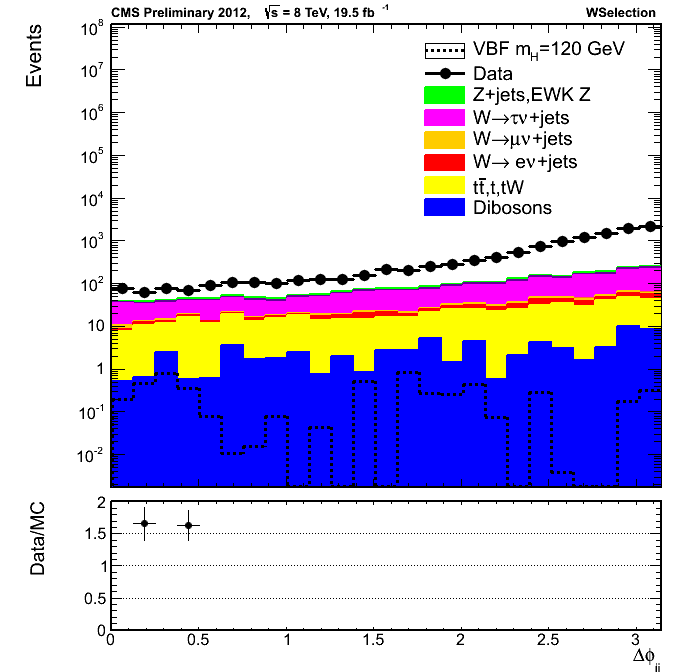 CMS Preliminary 2012, √s = 8 TeV, 19.5 fb⁻¹ WSelection
Events
10⁸
10⁷
10⁶
10⁵
10⁴
10³
10²
10
1
10⁻¹
10⁻²
VBF m_H=120 GeV
Data
Z+jets,EWK Z
W→τν+jets
W→μν+jets
W→ eν+jets
tt̄,t,tW
Dibosons
Data/MC
2
1.5
1
0.5
0
0 0.5 1 1.5 2 2.5 3
Δϕ_jj